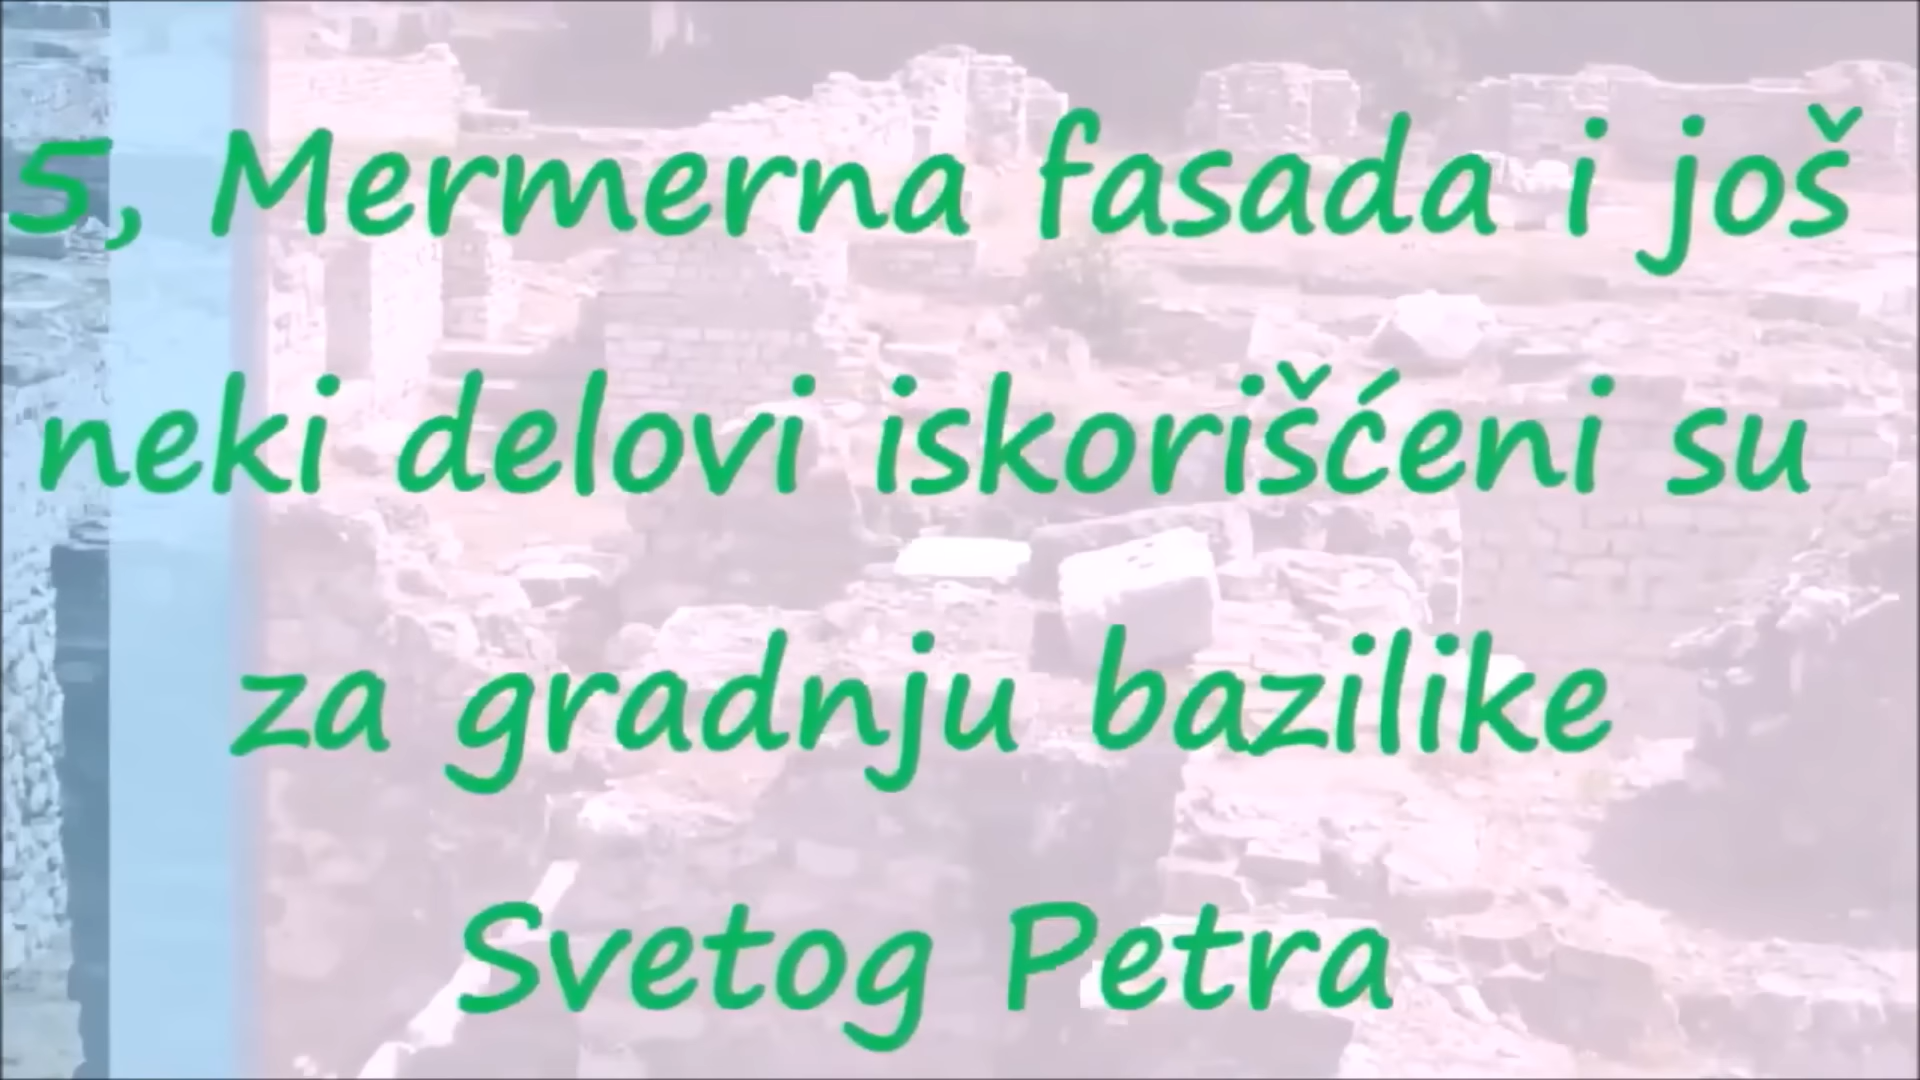 5, Mermerna fasada i još
neki delovi iskorišćeni su
za gradnju bazilike
Svetog Petra